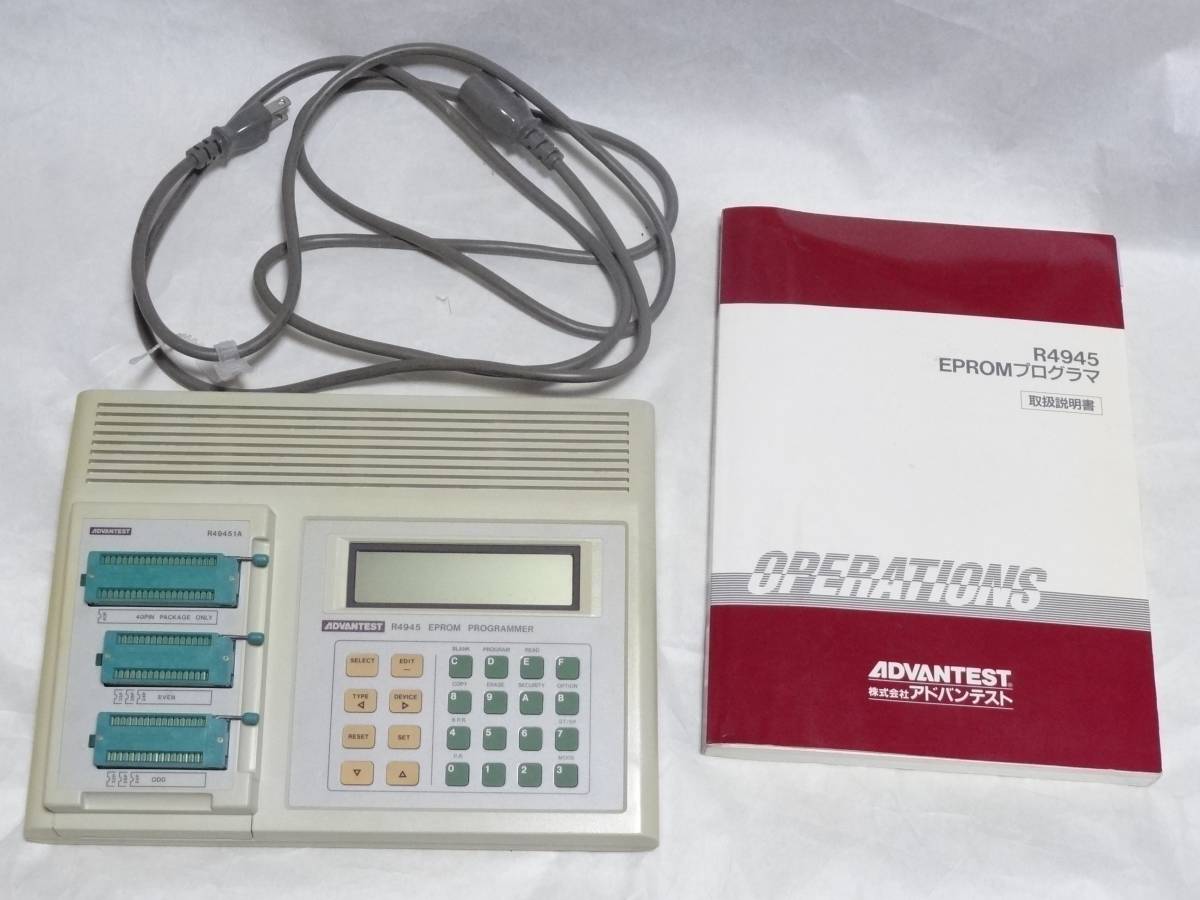 R4945
EPROMプログラマ
取扱説明書
OPERATIONS
ADVANTEST
株式会社アドバンテスト
ADVANTEST R49451A
40PIN PACKAGE ONLY
EVEN
ODD
ADVANTEST R4945 EPROM PROGRAMMER
SELECT EDIT
TYPE DEVICE
RESET SET
BLANK PROGRAM READ
C D E F
COPY ERASE SECURITY OPTION
8 9 A B
4 5 6 7
MODE
0 1 2 3